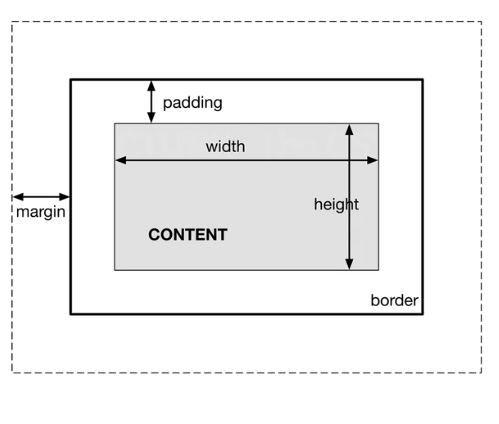 padding
width
margin
height
CONTENT
border